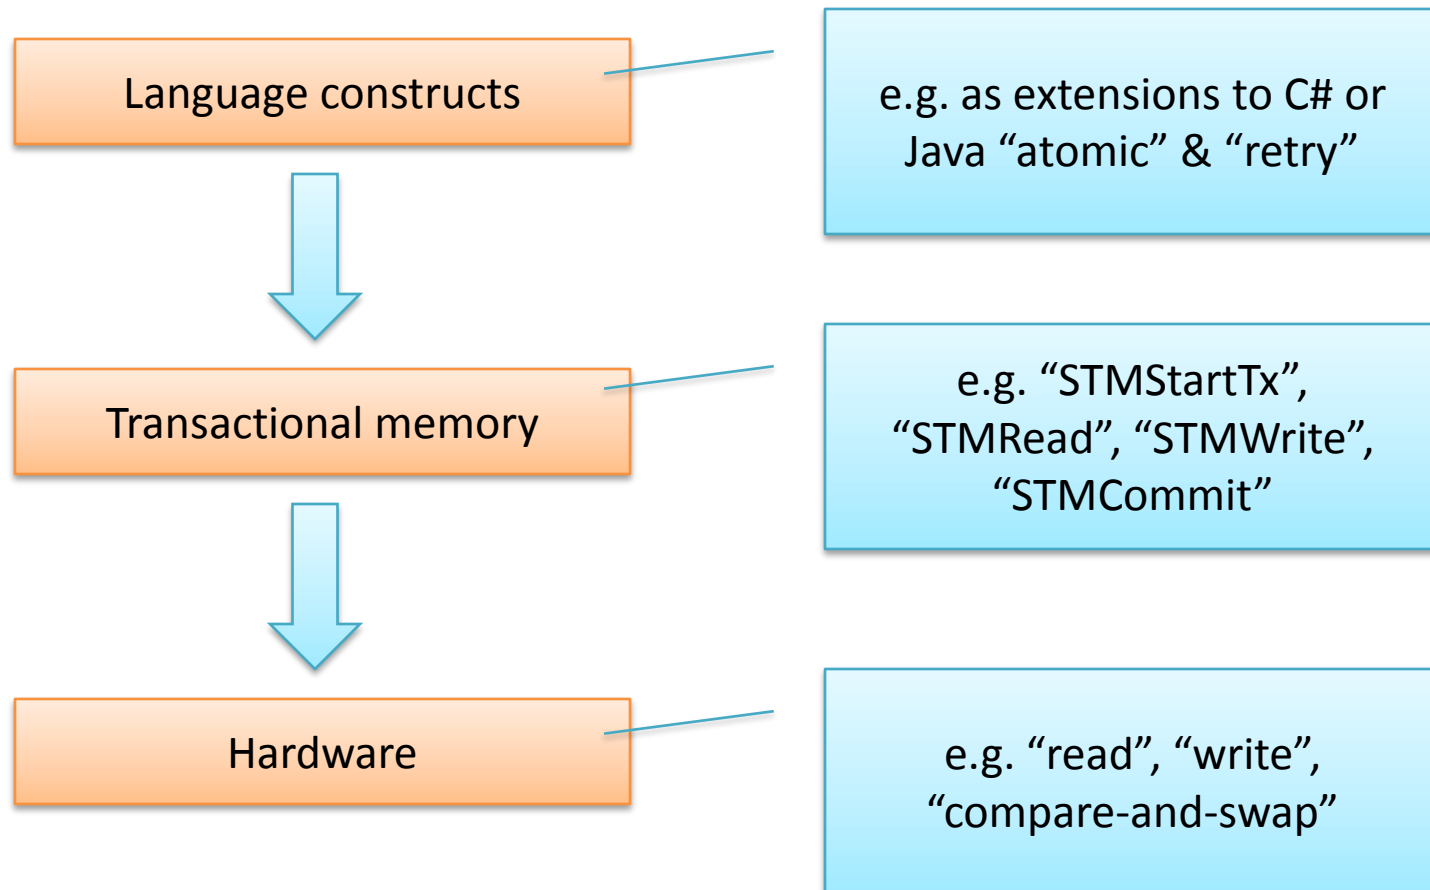 Language constructs
e.g. as extensions to C# or
Java “atomic” & “retry”
Transactional memory
e.g. “STMStartTx”,
“STMRead”, “STMWrite”,
“STMCommit”
Hardware
e.g. “read”, “write”,
“compare-and-swap”